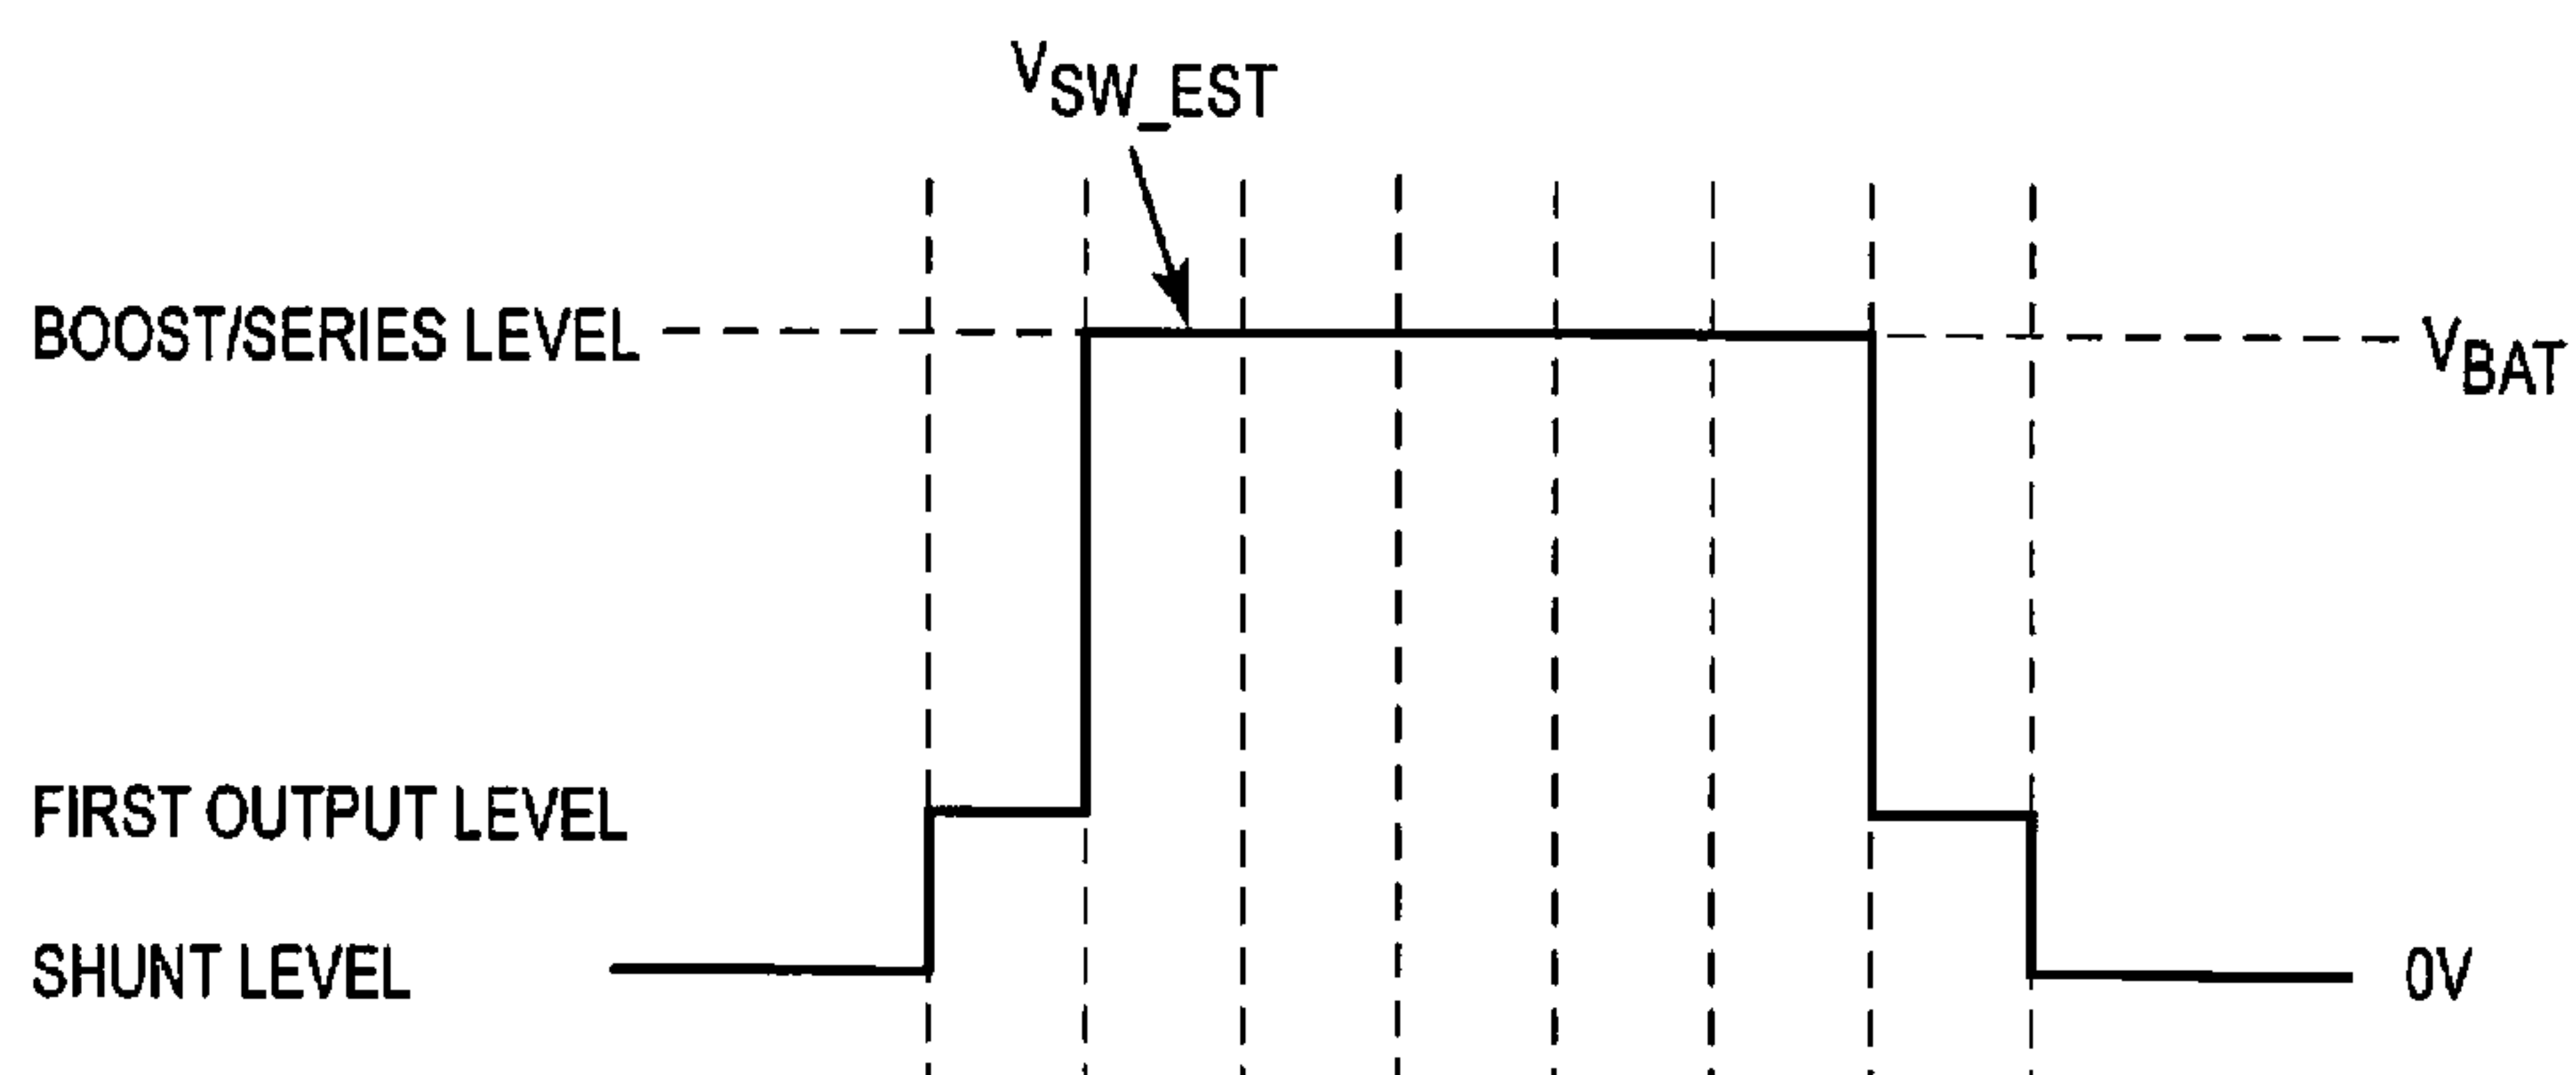 VSW_EST
BOOST/SERIES LEVEL
VBAT
FIRST OUTPUT LEVEL
SHUNT LEVEL
0V